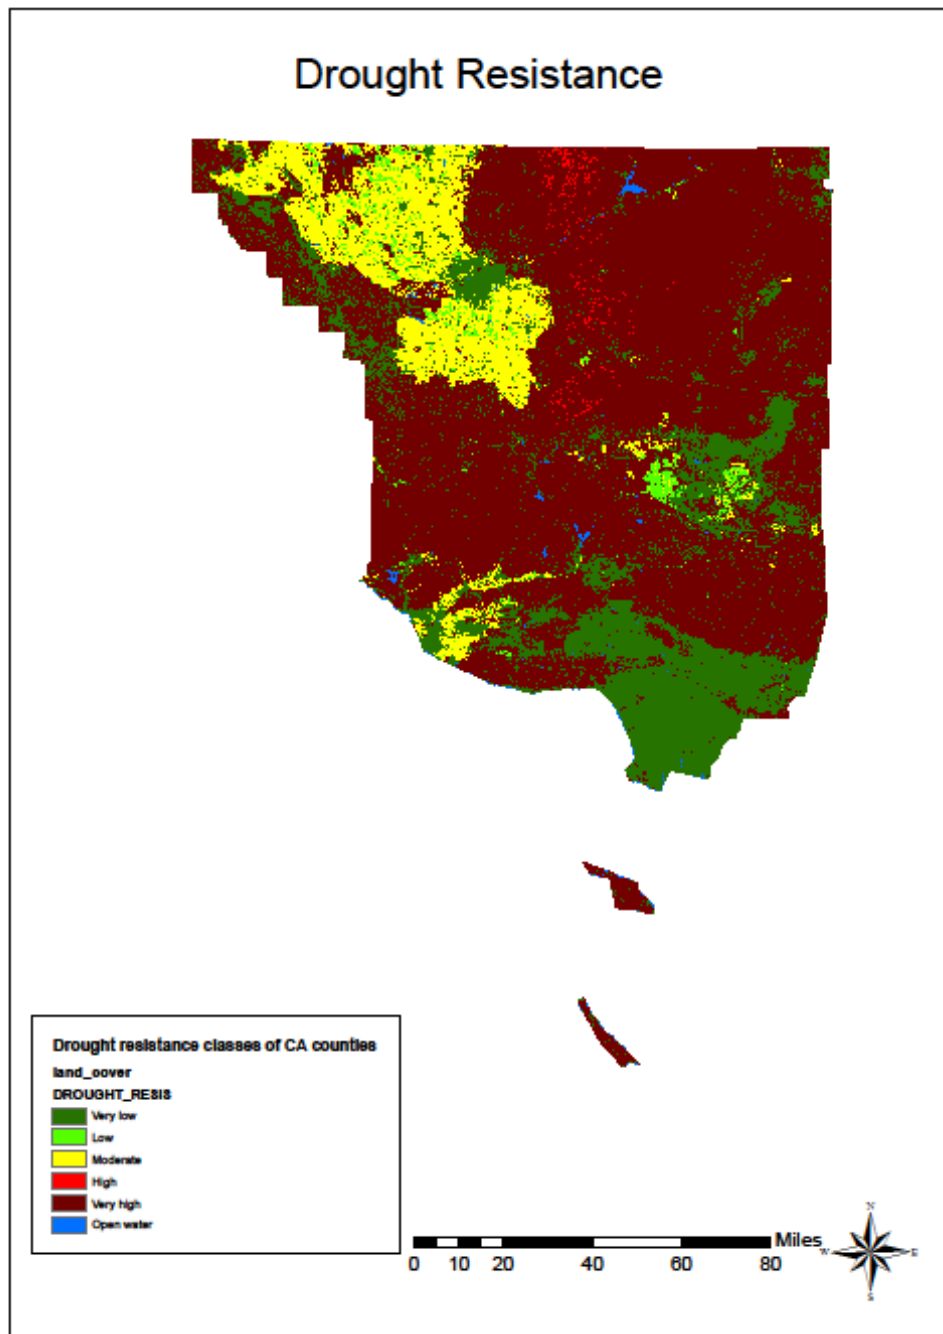 Drought Resistance
Drought resistance classes of CA counties
land_cover
DROUGHT_RESIS
Very low
Low
Moderate
High
Very high
Open water
Miles
0 10 20 40 60 80
N
W E
S